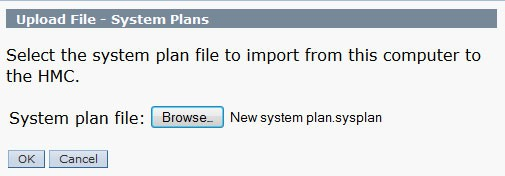 Upload File - System Plans
Select the system plan file to import from this computer to
the HMC.
System plan file: Browse... New system plan.sysplan
OK Cancel